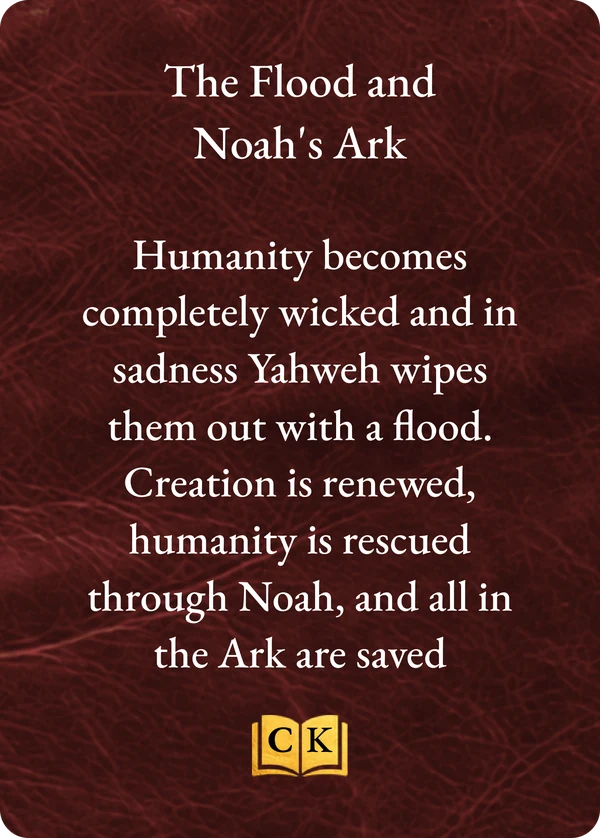 The Flood and
Noah's Ark
Humanity becomes
completely wicked and in
sadness Yahweh wipes
them out with a flood.
Creation is renewed,
humanity is rescued
through Noah, and all in
the Ark are saved
C K